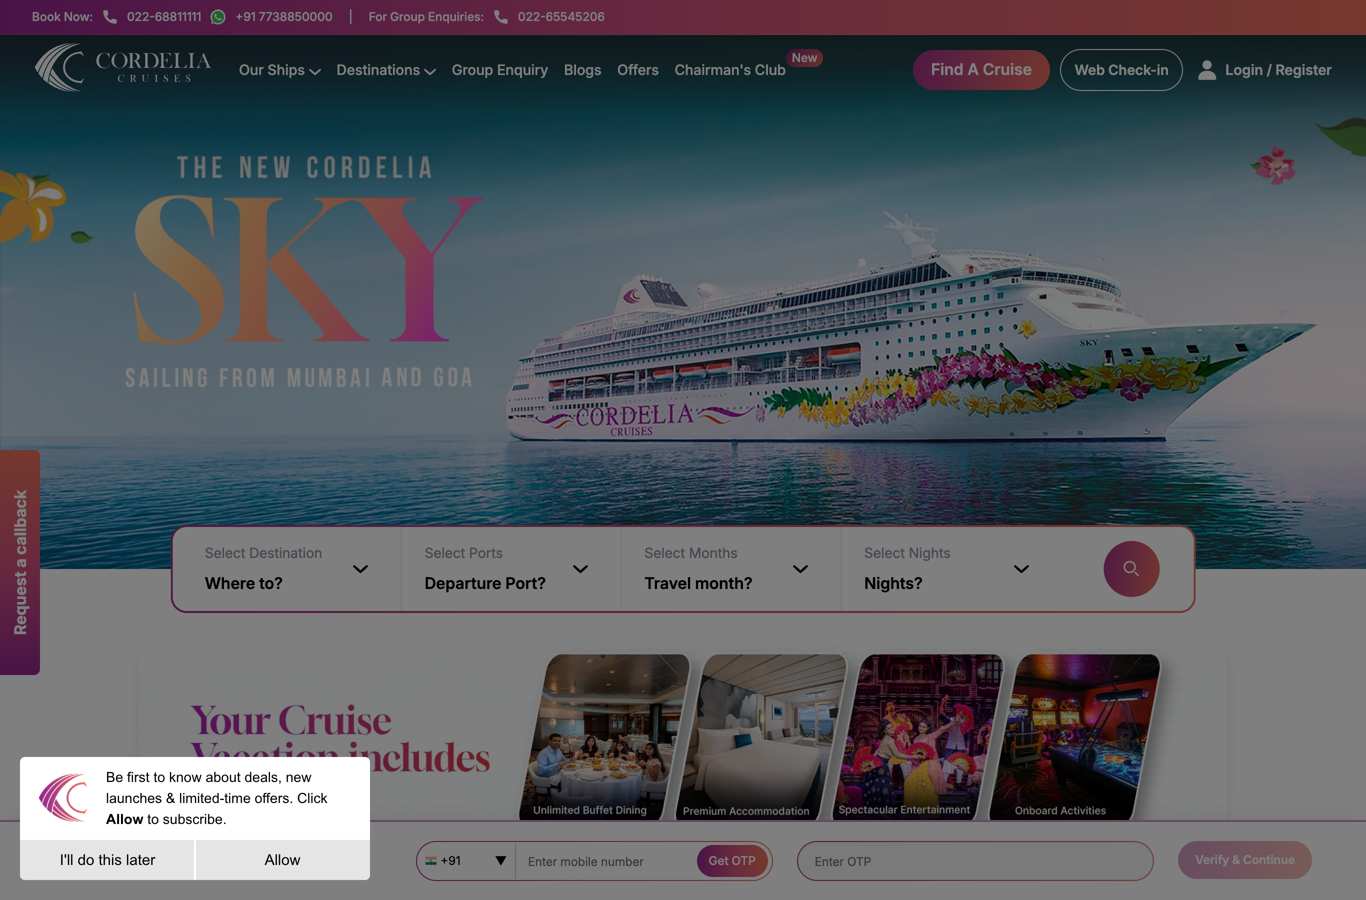 Book Now: 022-68811111 +91 7738850000 | For Group Enquiries: 022-65545206
CORDELIA
CRUISES
Our Ships
Destinations
Group Enquiry
Blogs
Offers
Chairman's Club
New
Find A Cruise
Web Check-in
Login / Register
THE NEW CORDELIA
SKY
SAILING FROM MUMBAI AND GOA
SKY
CORDELIA
CRUISES
Request a callback
Select Destination
Where to?
Select Ports
Departure Port?
Select Months
Travel month?
Select Nights
Nights?
Your Cruise
Vacation includes
Unlimited Buffet Dining
Premium Accommodation
Spectacular Entertainment
Onboard Activities
Be first to know about deals, new
launches & limited-time offers. Click
Allow to subscribe.
I'll do this later
Allow
+91
Enter mobile number
Get OTP
Enter OTP
Verify & Continue